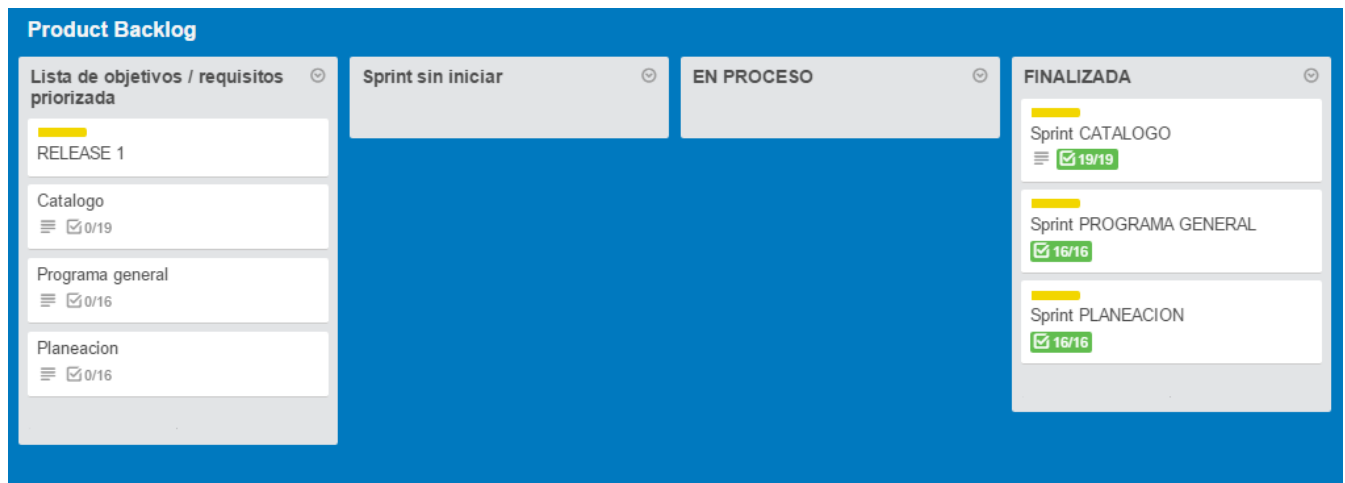 Product Backlog
Lista de objetivos / requisitos
priorizada
RELEASE 1
Catalogo
0/19
Programa general
0/16
Planeacion
0/16
Sprint sin iniciar
EN PROCESO
FINALIZADA
Sprint CATALOGO
19/19
Sprint PROGRAMA GENERAL
16/16
Sprint PLANEACION
16/16